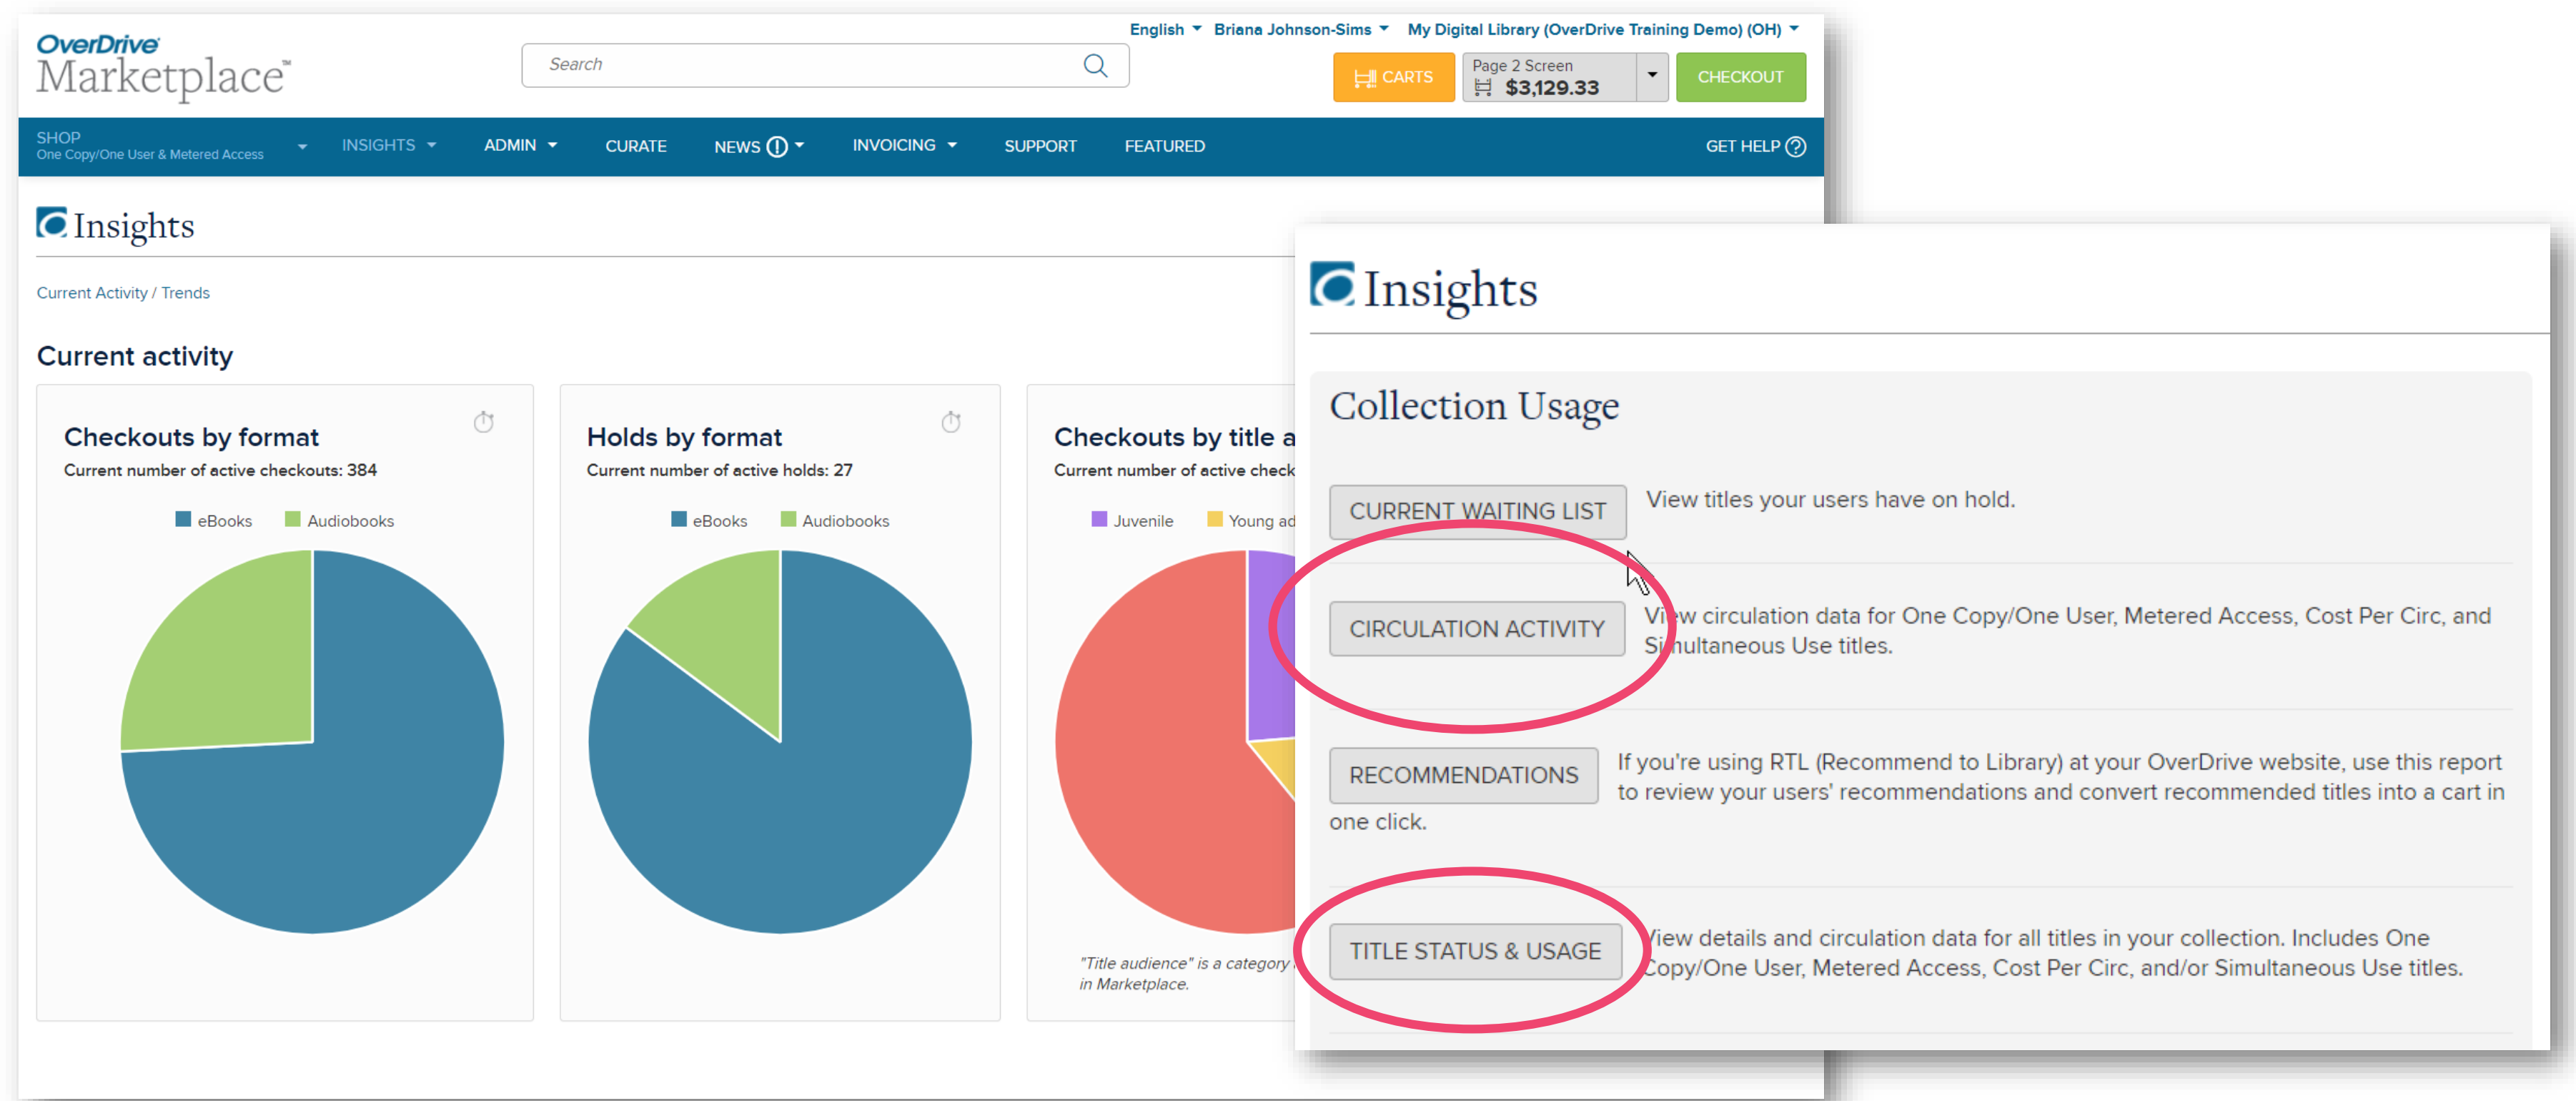 English Briana Johnson-Sims My Digital Library (OverDrive Training Demo) (OH)
OverDrive
Marketplace™
Search
CARTS
Page 2 Screen
$3,129.33
CHECKOUT
SHOP
One Copy/One User & Metered Access
INSIGHTS
ADMIN
CURATE
NEWS
INVOICING
SUPPORT
FEATURED
GET HELP
Insights
Current Activity / Trends
Current activity
Checkouts by format
Current number of active checkouts: 384
eBooks Audiobooks
Holds by format
Current number of active holds: 27
eBooks Audiobooks
Checkouts by title
Current number of active
Juvenile Young
"Title audience" is a category
in Marketplace.
Insights
Collection Usage
CURRENT WAITING LIST
View titles your users have on hold.
CIRCULATION ACTIVITY
View circulation data for One Copy/One User, Metered Access, Cost Per Circ, and
Simultaneous Use titles.
RECOMMENDATIONS
If you're using RTL (Recommend to Library) at your OverDrive website, use this report
to review your users' recommendations and convert recommended titles into a cart in
one click.
TITLE STATUS & USAGE
View details and circulation data for all titles in your collection. Includes One
Copy/One User, Metered Access, Cost Per Circ, and/or Simultaneous Use titles.